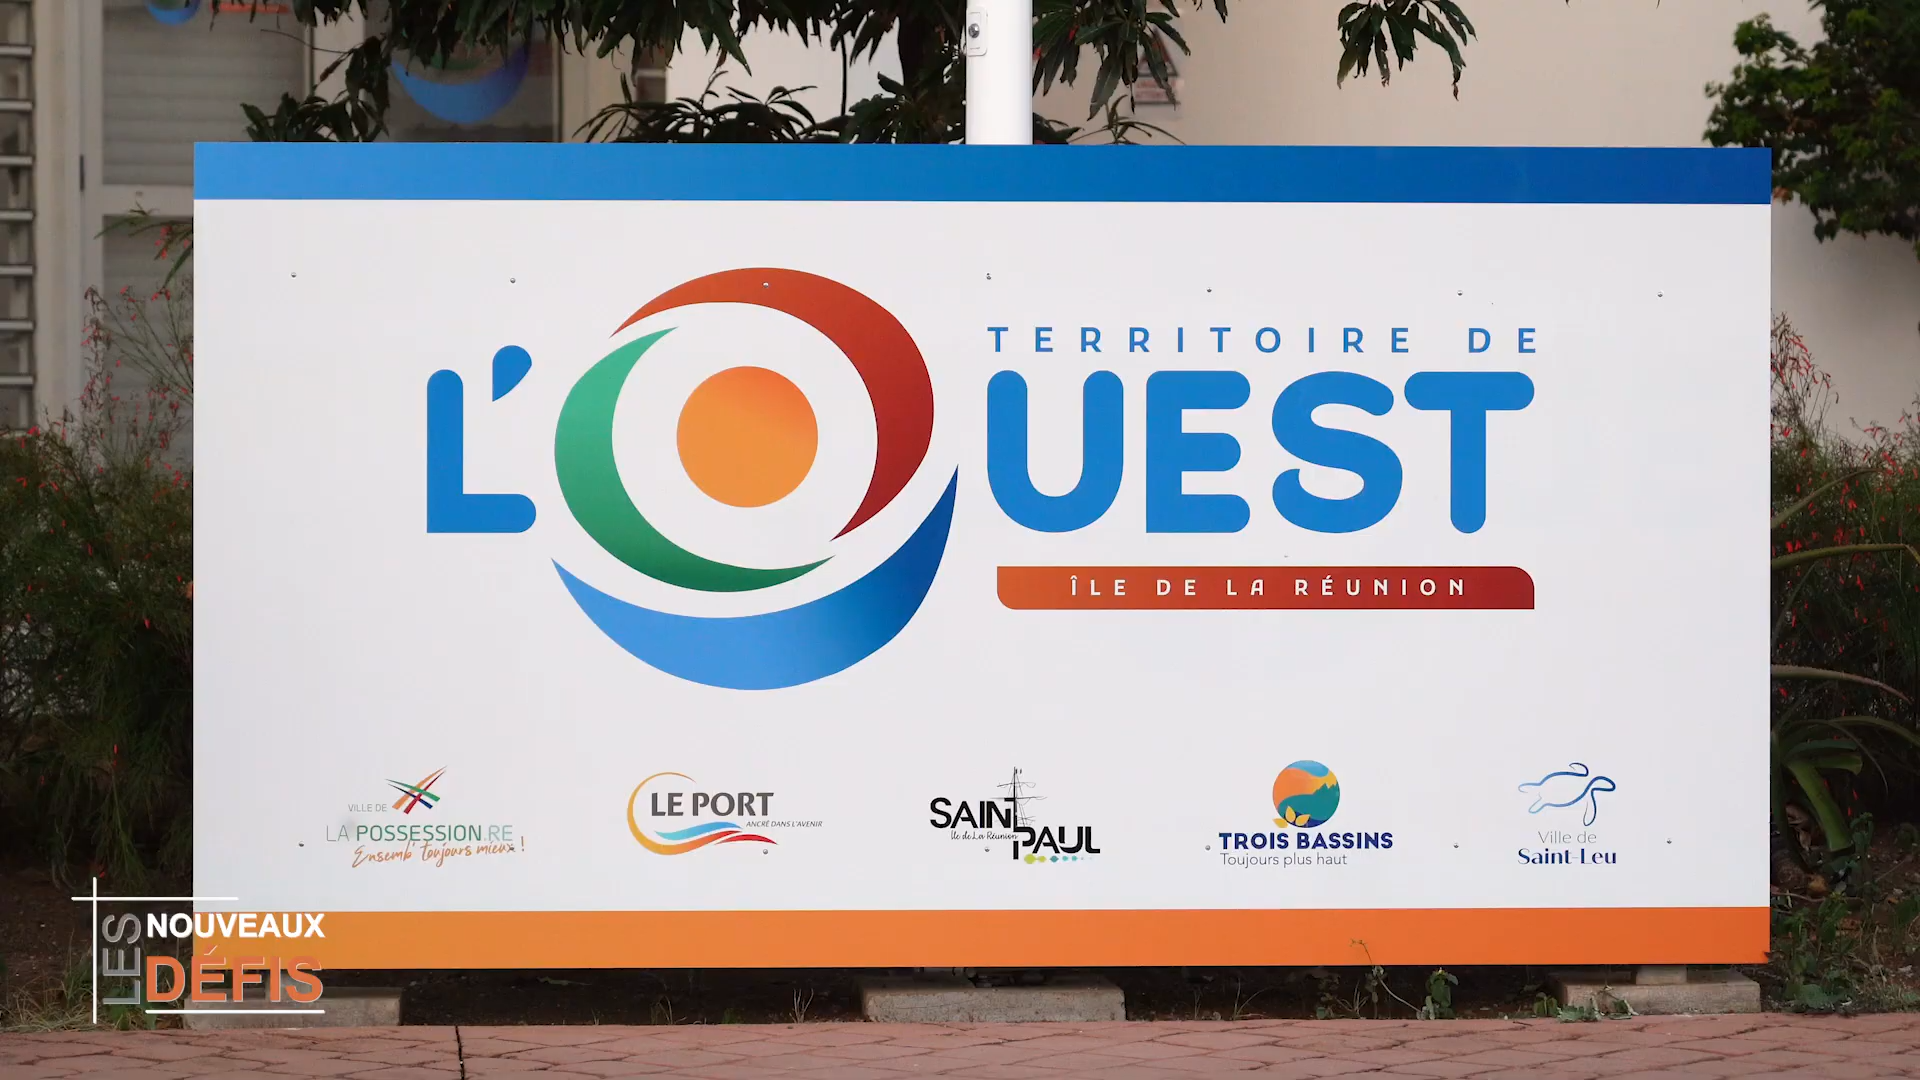 TERRITOIRE DE
L'OUEST
ÎLE DE LA RÉUNION
VILLE DE
LA POSSESSION.RE
Ensemb' toujours mieux !
LE PORT
ANCRÉ DANS L'AVENIR
SAINT
Île de La Réunion
PAUL
TROIS BASSINS
Toujours plus haut
Ville de
Saint-Leu
LES
NOUVEAUX
DÉFIS